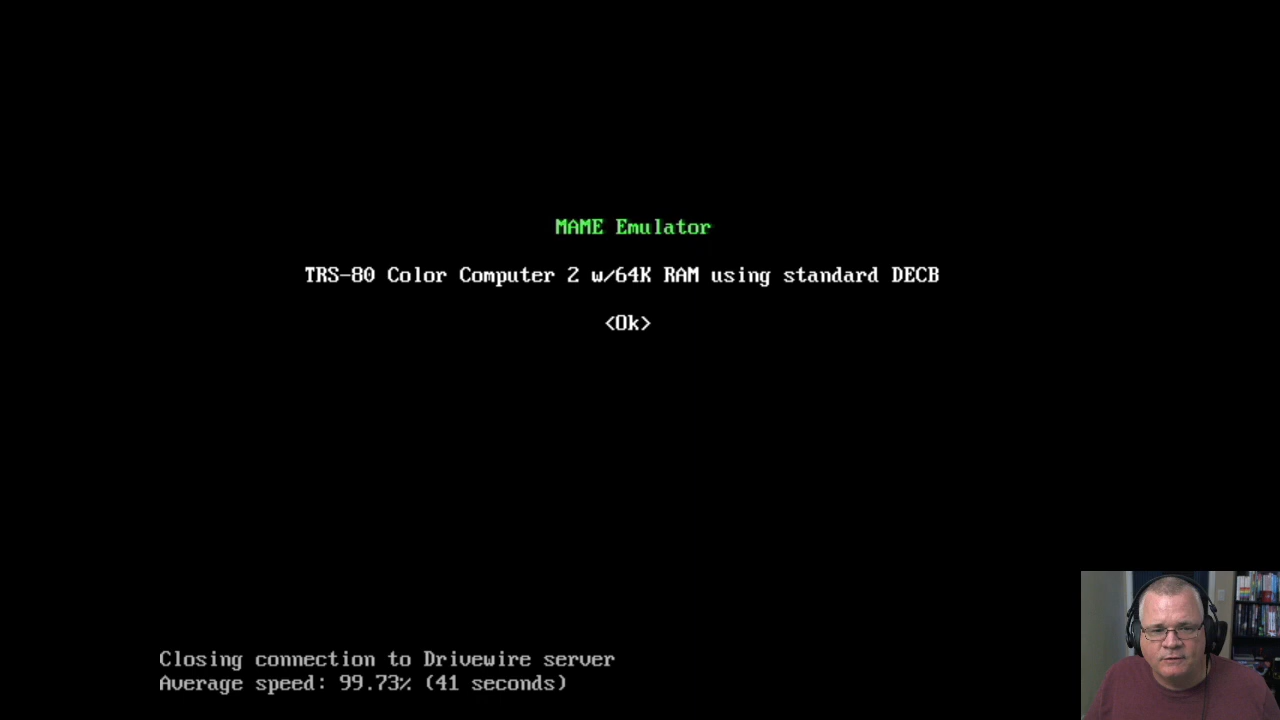 MAME Emulator
TRS-80 Color Computer 2 w/64K RAM using standard DECB
<Ok>
Closing connection to Drivewire server
Average speed: 99.73% (41 seconds)